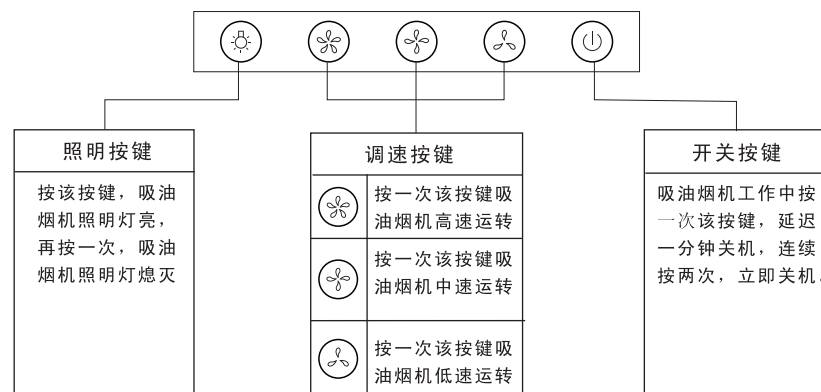 照明按键
按该按键，吸油
烟机照明灯亮，
再按一次，吸油
烟机照明灯熄灭
调速按键
按一次该按键吸
油烟机高速运转
按一次该按键吸
油烟机中速运转
按一次该按键吸
油烟机低速运转
开关按键
吸油烟机工作中按
一次该按键，延迟
一分钟关机，连续
按两次，立即关机.